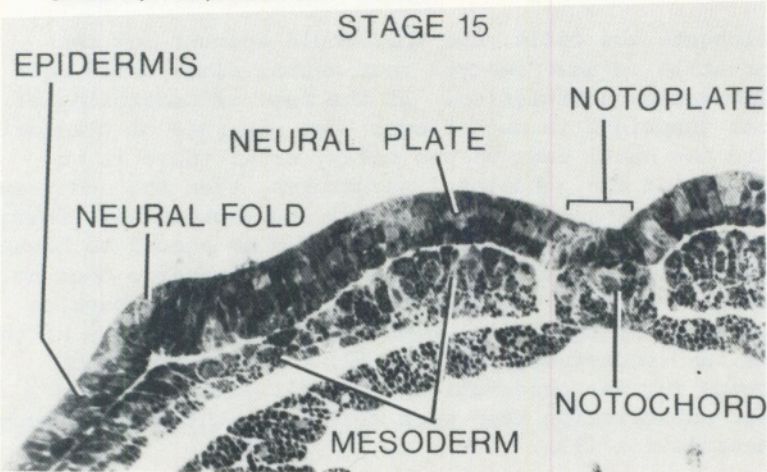 STAGE 15
EPIDERMIS
NOTOPLATE
NEURAL PLATE
NEURAL FOLD
NOTOCHORD
MESODERM